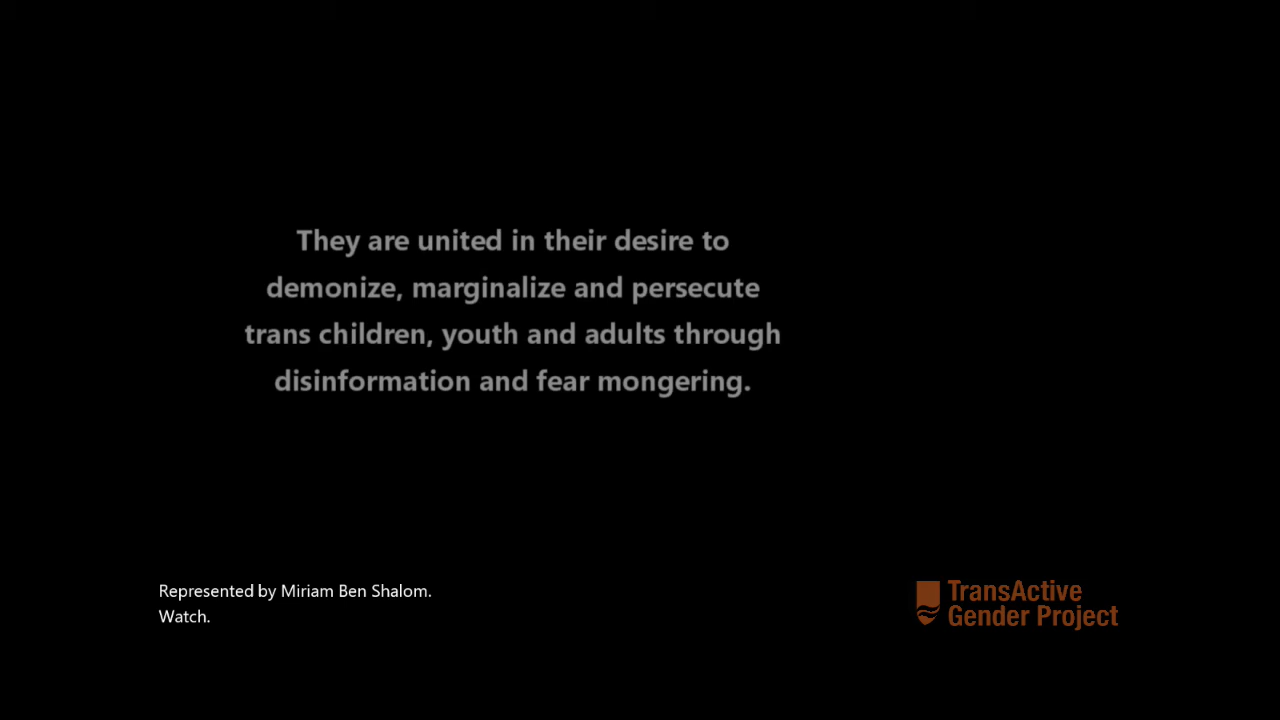 They are united in their desire to
demonize, marginalize and persecute
trans children, youth and adults through
disinformation and fear mongering.
Represented by Miriam Ben Shalom.
Watch.
TransActive
Gender Project